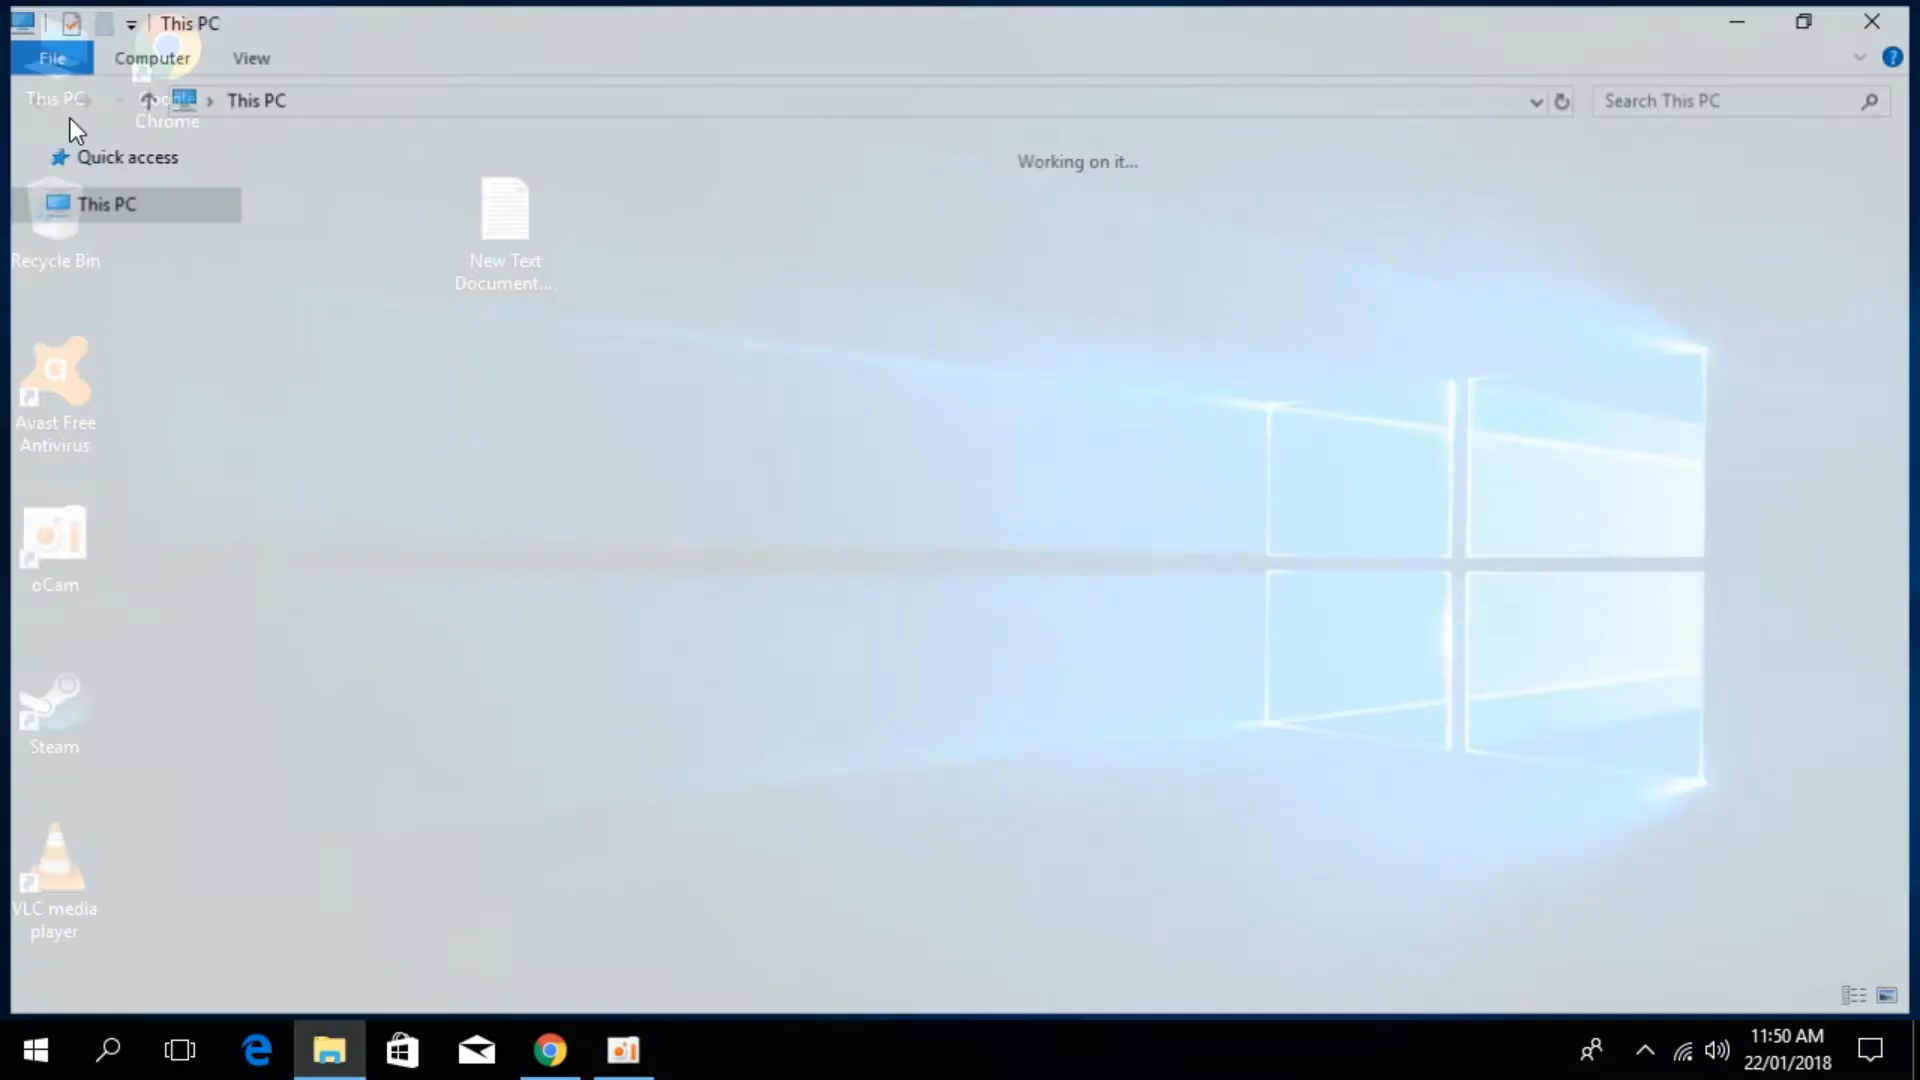 This PC
File
Computer
View
This PC
Google
Chrome
This PC
Search This PC
Quick access
Working on it...
This PC
Recycle Bin
New Text
Document....
Avast Free
Antivirus
oCam
Steam
VLC media
player
11:50 AM
22/01/2018